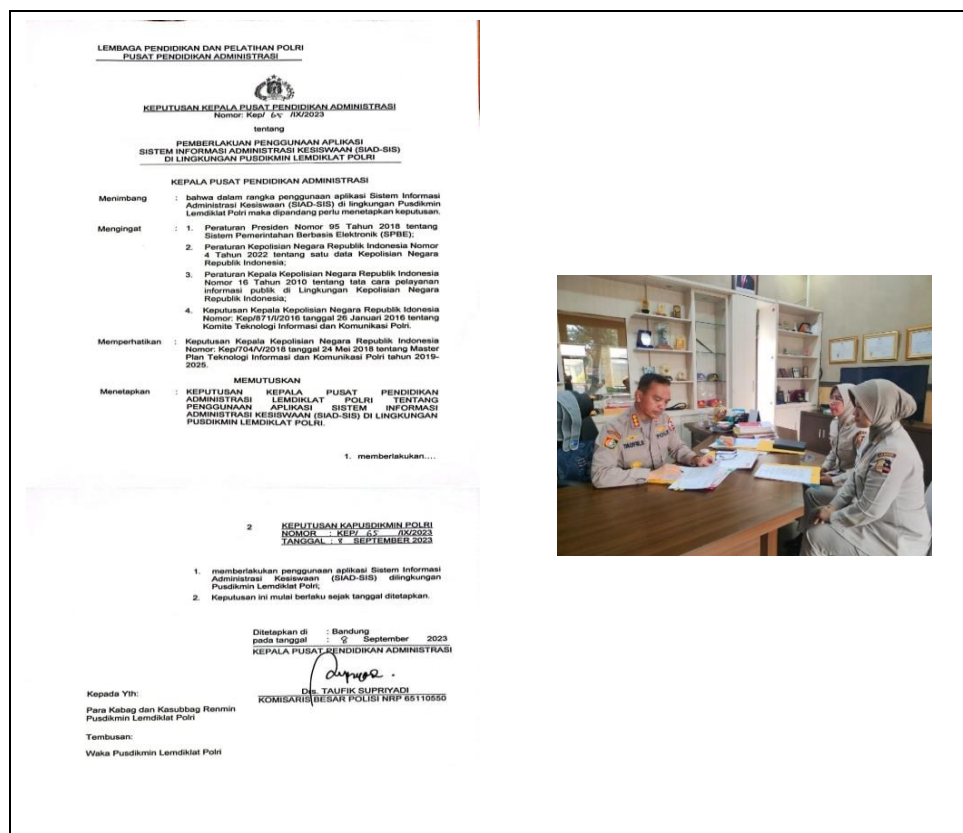 LEMBAGA PENDIDIKAN DAN PELATIHAN POLRI
PUSAT PENDIDIKAN ADMINISTRASI
KEPUTUSAN KEPALA PUSAT PENDIDIKAN ADMINISTRASI
Nomor: Kep/ 65 /IX/2023
tentang
PEMBERLAKUAN PENGGUNAAN APLIKASI
SISTEM INFORMASI ADMINISTRASI KESISWAAN (SIAD-SIS)
DI LINGKUNGAN PUSDIKMIN LEMDIKLAT POLRI
KEPALA PUSAT PENDIDIKAN ADMINISTRASI
Menimbang : bahwa dalam rangka penggunaan aplikasi Sistem Informasi
Administrasi Kesiswaan (SIAD-SIS) di lingkungan Pusdikmin
Lemdiklat Polri maka dipandang perlu menetapkan keputusan.
Mengingat : 1. Peraturan Presiden Nomor 95 Tahun 2018 tentang
Sistem Pemerintahan Berbasis Elektronik (SPBE);
2. Peraturan Kepolisian Negara Republik Indonesia Nomor
4 Tahun 2022 tentang satu data Kepolisian Negara
Republik Indonesia;
3. Peraturan Kepala Kepolisian Negara Republik Indonesia
Nomor 16 Tahun 2010 tentang tata cara pelayanan
informasi publik di Lingkungan Kepolisian Negara
Republik Indonesia;
4. Keputusan Kepala Kepolisian Negara Republik Idonesia
Nomor: Kep/871/I/2016 tanggal 26 Januari 2016 tentang
Komite Teknologi Informasi dan Komunikasi Polri.
Memperhatikan : Keputusan Kepala Kepolisian Negara Republik Indonesia
Nomor: Kep/704/V/2018 tanggal 24 Mei 2018 tentang Master
Plan Teknologi Informasi dan Komunikasi Polri tahun 2019-
2025.
MEMUTUSKAN
Menetapkan : KEPUTUSAN KEPALA PUSAT PENDIDIKAN
ADMINISTRASI LEMDIKLAT POLRI TENTANG
PENGGUNAAN APLIKASI SISTEM INFORMASI
ADMINISTRASI KESISWAAN (SIAD-SIS) DI LINGKUNGAN
PUSDIKMIN LEMDIKLAT POLRI.
1. memberlakukan....
2 KEPUTUSAN KAPUSDIKMIN POLRI
NOMOR : KEP/ 65 /IX/2023
TANGGAL : 8 SEPTEMBER 2023
1. memberlakukan penggunaan aplikasi Sistem Informasi
Administrasi Kesiswaan (SIAD-SIS) dilingkungan
Pusdikmin Lemdiklat Polri;
2. Keputusan ini mulai berlaku sejak tanggal ditetapkan.
Ditetapkan di : Bandung
pada tanggal : 8 September 2023
KEPALA PUSAT PENDIDIKAN ADMINISTRASI
Drs. TAUFIK SUPRIYADI
KOMISARIS BESAR POLISI NRP 65110550
Kepada Yth:
Para Kabag dan Kasubbag Renmin
Pusdikmin Lemdiklat Polri
Tembusan:
Waka Pusdikmin Lemdiklat Polri